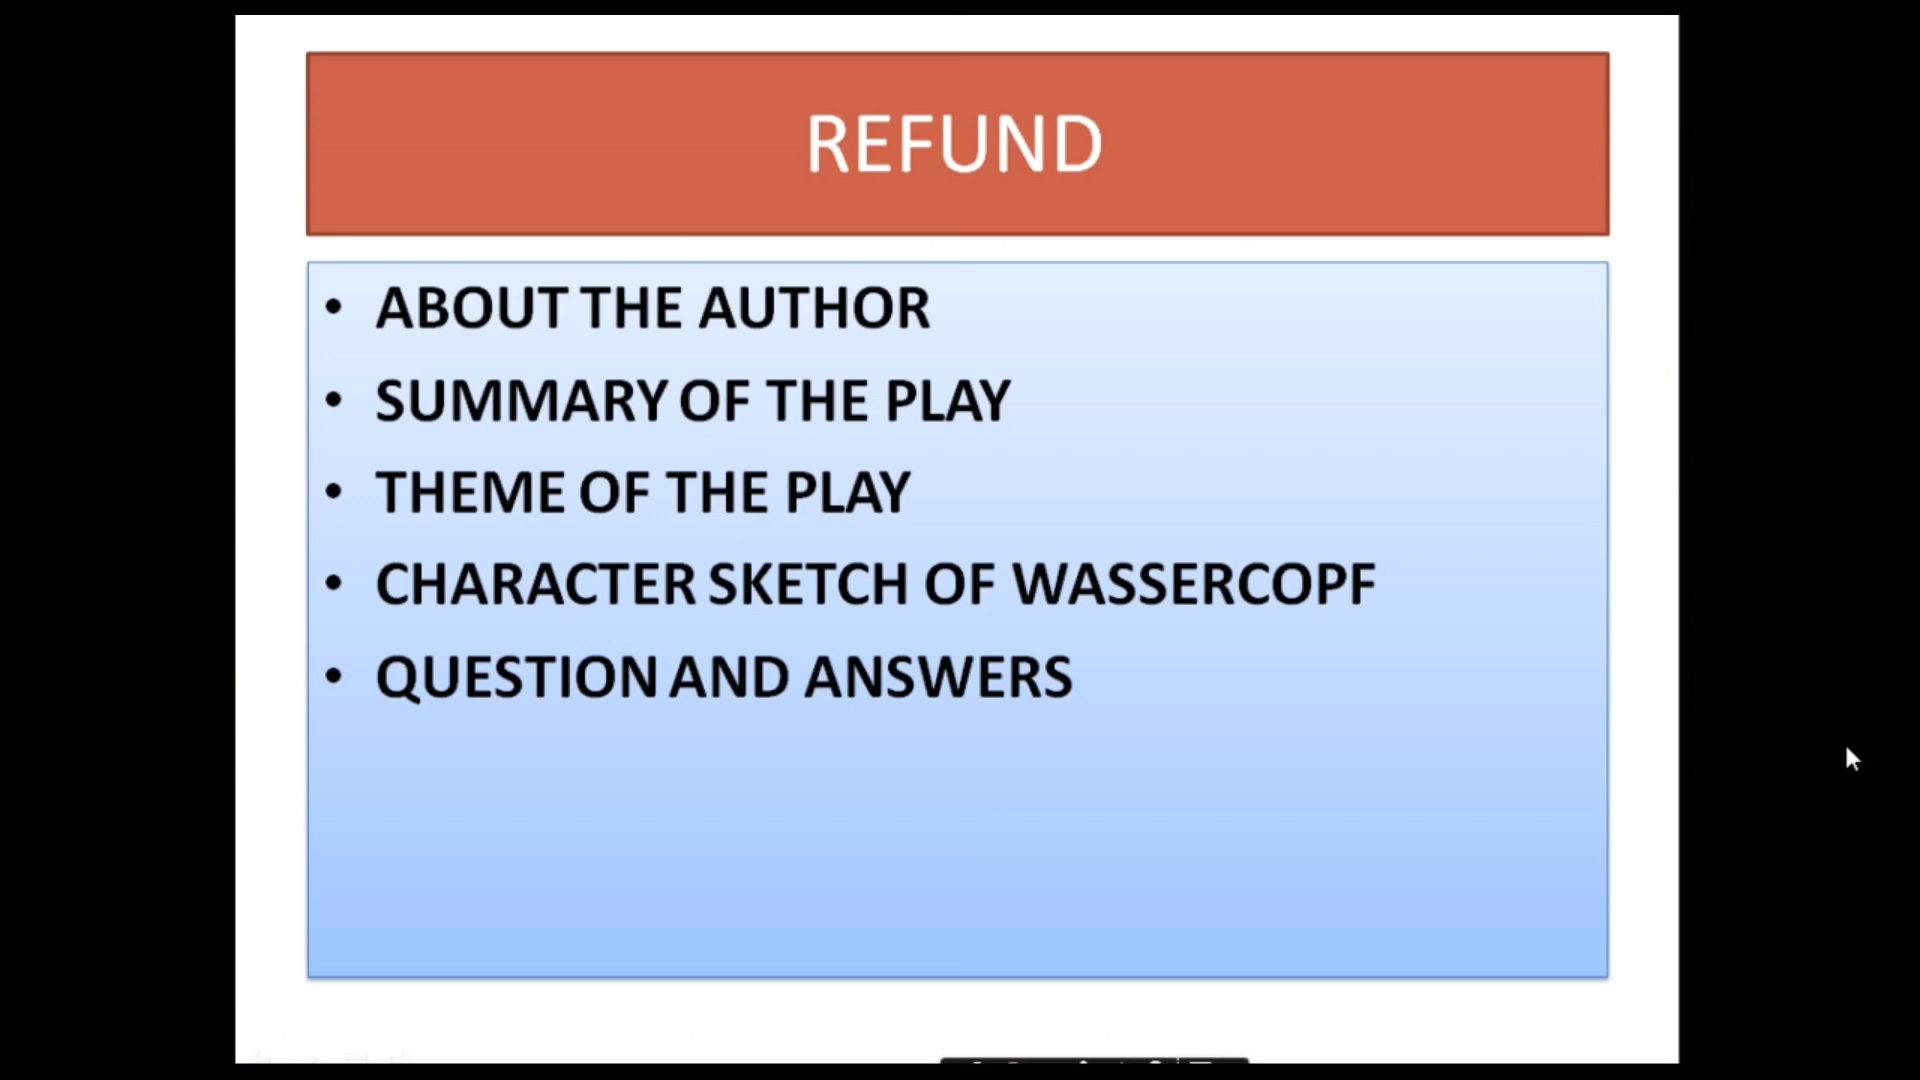 REFUND
• ABOUT THE AUTHOR
• SUMMARY OF THE PLAY
• THEME OF THE PLAY
• CHARACTER SKETCH OF WASSERCOPF
• QUESTION AND ANSWERS